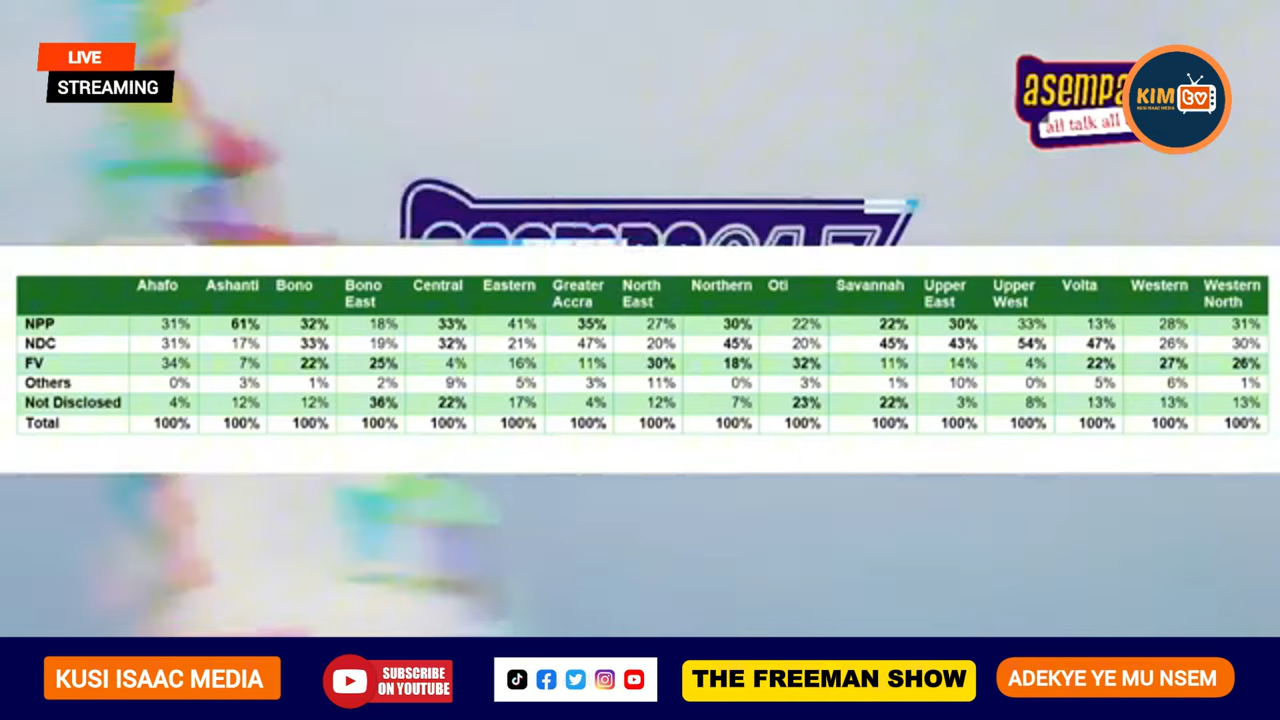 LIVE
STREAMING
asempa
all talk all
KIM tv
KUSI ISAAC MEDIA
Ahafo Ashanti Bono Bono East Central Eastern Greater Accra North East Northern Oti Savannah Upper East Upper West Volta Western Western North
NPP 31% 61% 32% 18% 33% 41% 35% 27% 30% 22% 22% 30% 33% 13% 28% 31%
NDC 31% 17% 33% 19% 32% 21% 47% 20% 45% 20% 45% 43% 54% 47% 26% 30%
FV 34% 7% 22% 25% 4% 16% 11% 30% 18% 32% 11% 14% 4% 22% 27% 26%
Others 0% 3% 1% 2% 9% 5% 3% 11% 0% 3% 1% 10% 0% 5% 6% 1%
Not Disclosed 4% 12% 12% 36% 22% 17% 4% 12% 7% 23% 22% 3% 8% 13% 13% 13%
Total 100% 100% 100% 100% 100% 100% 100% 100% 100% 100% 100% 100% 100% 100% 100% 100%
KUSI ISAAC MEDIA
SUBSCRIBE
ON YOUTUBE
THE FREEMAN SHOW
ADEKYE YE MU NSEM